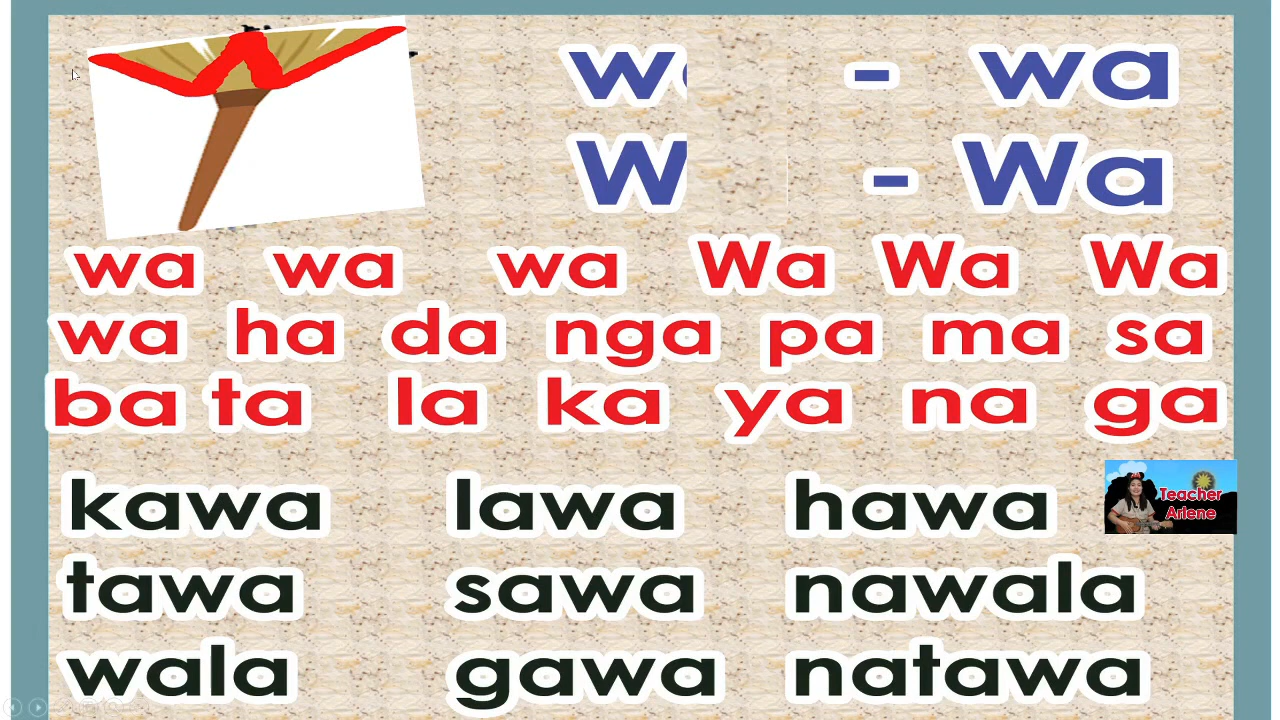 wa - wa
W - Wa
wa wa wa Wa Wa Wa
wa ha da nga pa ma sa
ba ta la ka ya na ga
kawa lawa hawa
Teacher
Arlene
tawa sawa nawala
wala gawa natawa